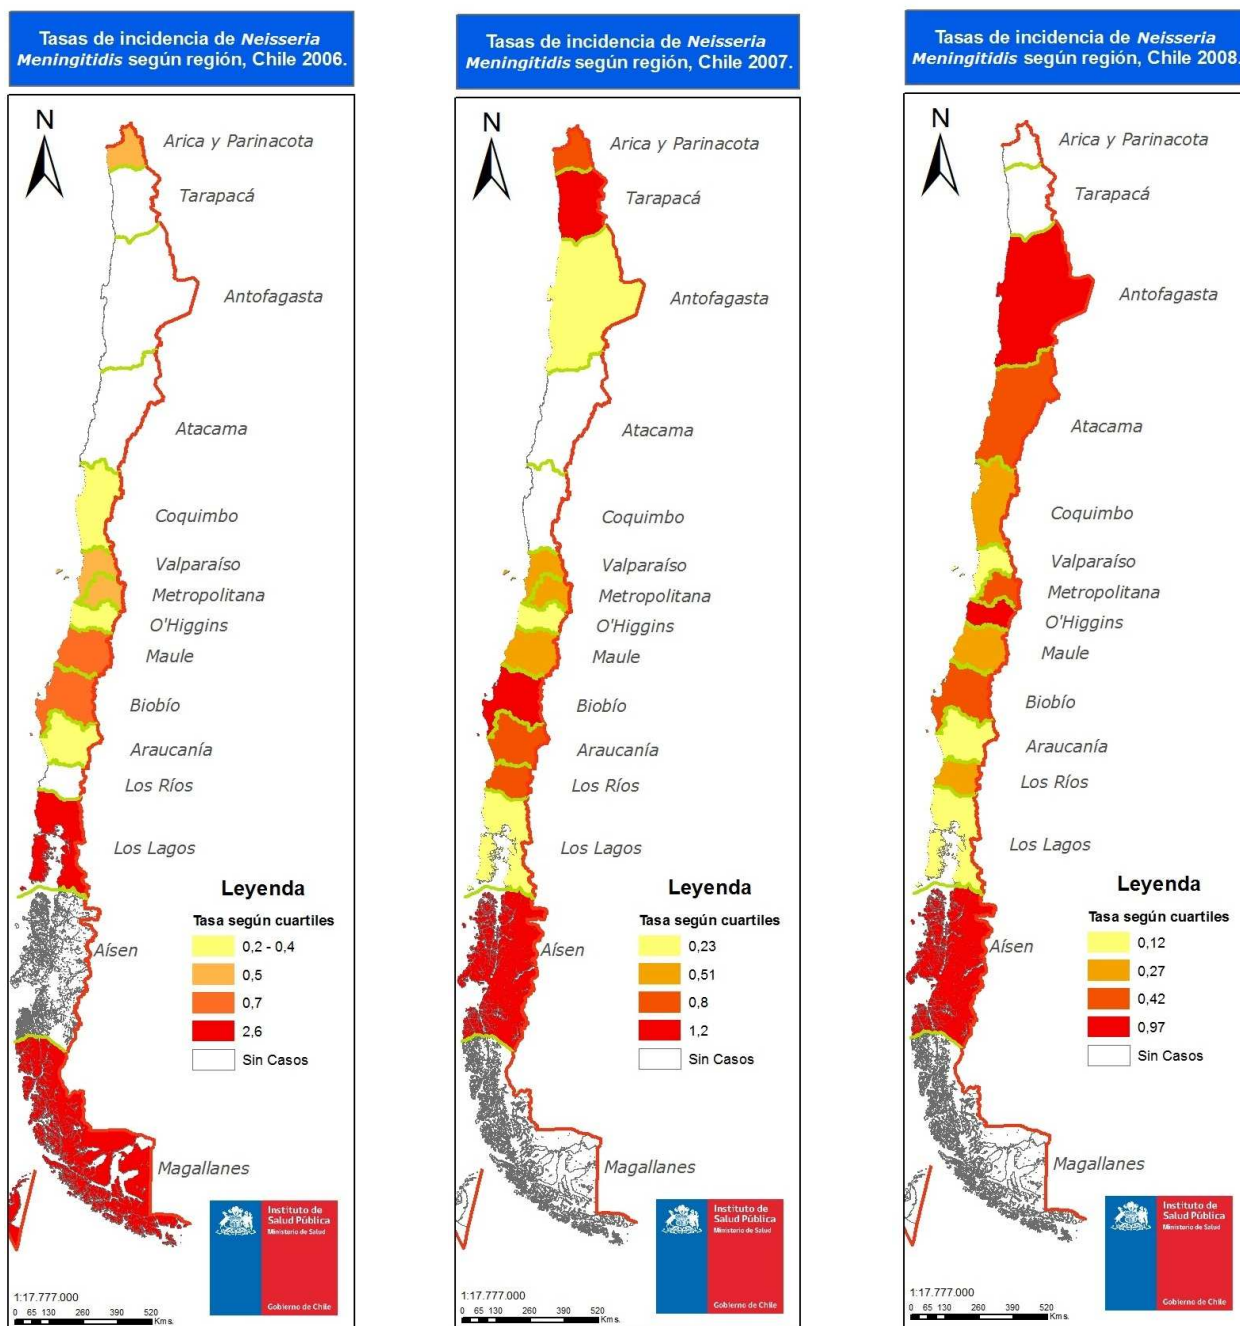 Tasas de incidencia de Neisseria
Meningitidis según región, Chile 2006.
N
Arica y Parinacota
Tarapacá
Antofagasta
Atacama
Coquimbo
Valparaíso
Metropolitana
O'Higgins
Maule
Biobío
Araucanía
Los Ríos
Los Lagos
Aísen
Magallanes
Leyenda
Tasa según cuartiles
0,2 - 0,4
0,5
0,7
2,6
Sin Casos
Instituto de
Salud Pública
Ministerio de Salud
Gobierno de Chile
1:17.777.000
0 65 130 260 390 520
Kms.
Tasas de incidencia de Neisseria
Meningitidis según región, Chile 2007.
N
Arica y Parinacota
Tarapacá
Antofagasta
Atacama
Coquimbo
Valparaíso
Metropolitana
O'Higgins
Maule
Biobío
Araucanía
Los Ríos
Los Lagos
Aísen
Magallanes
Leyenda
Tasa según cuartiles
0,23
0,51
0,8
1,2
Sin Casos
Instituto de
Salud Pública
Ministerio de Salud
Gobierno de Chile
1:17.777.000
0 65 130 260 390 520
Kms.
Tasas de incidencia de Neisseria
Meningitidis según región, Chile 2008.
N
Arica y Parinacota
Tarapacá
Antofagasta
Atacama
Coquimbo
Valparaíso
Metropolitana
O'Higgins
Maule
Biobío
Araucanía
Los Ríos
Los Lagos
Aísen
Magallanes
Leyenda
Tasa según cuartiles
0,12
0,27
0,42
0,97
Sin Casos
Instituto de
Salud Pública
Ministerio de Salud
Gobierno de Chile
1:17.777.000
0 65 130 260 390 520
Kms.